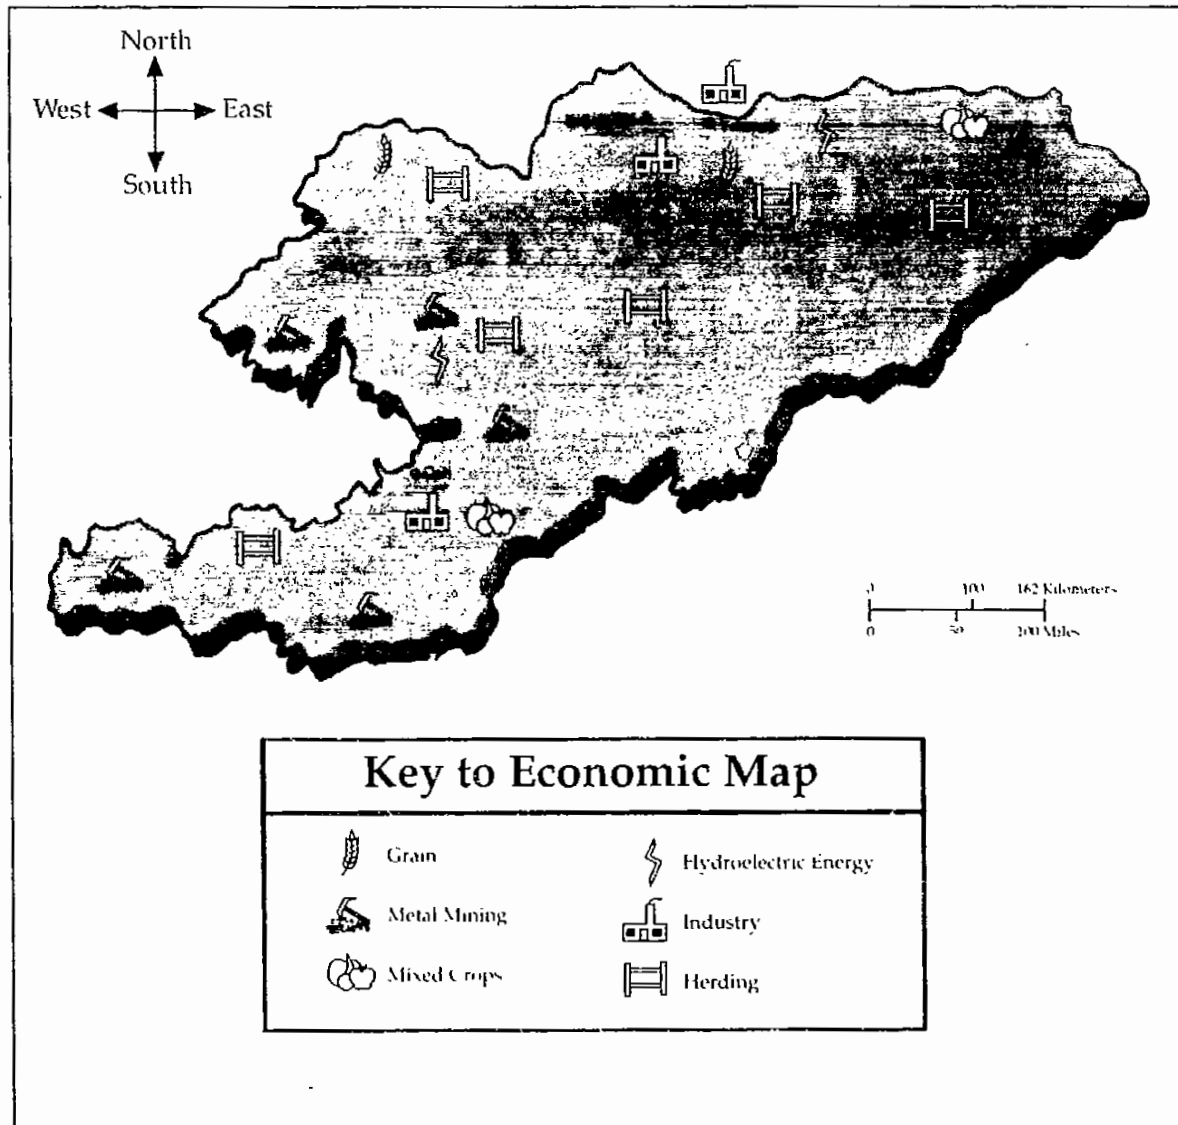 North
West East
South
0 100 162 Kilometers
0 50 100 Miles
Key to Economic Map
Grain
Hydroelectric Energy
Metal Mining
Industry
Mixed Crops
Herding